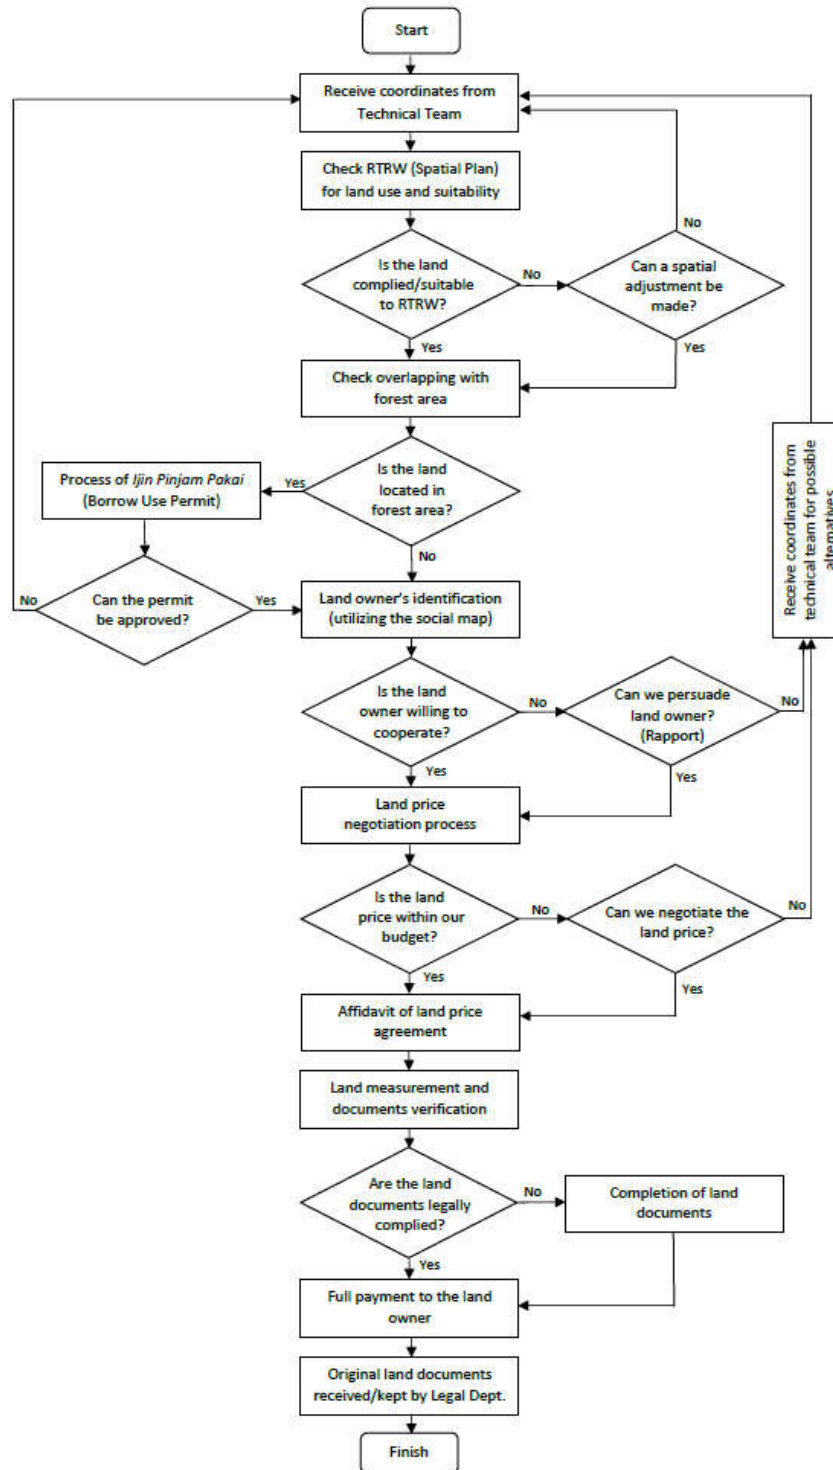 Start
Receive coordinates from
Technical Team
Check RTRW (Spatial Plan)
for land use and suitability
No
Is the land
complied/suitable
to RTRW?
No
Can a spatial
adjustment be
made?
Yes
Yes
Check overlapping with
forest area
Process of Ijin Pinjam Pakai
(Borrow Use Permit)
Yes
Is the land
located in
forest area?
Receive coordinates from
technical team for possible
alternatives
No
No
Can the permit
be approved?
Yes
Land owner's identification
(utilizing the social map)
Is the land
owner willing to
cooperate?
No
Can we persuade
land owner?
(Rapport)
No
Yes
Yes
Land price
negotiation process
Is the land
price within our
budget?
No
Can we negotiate the
land price?
No
Yes
Yes
Affidavit of land price
agreement
Land measurement and
documents verification
Are the land
documents legally
complied?
No
Completion of land
documents
Yes
Full payment to the land
owner
Original land documents
received/kept by Legal Dept.
Finish